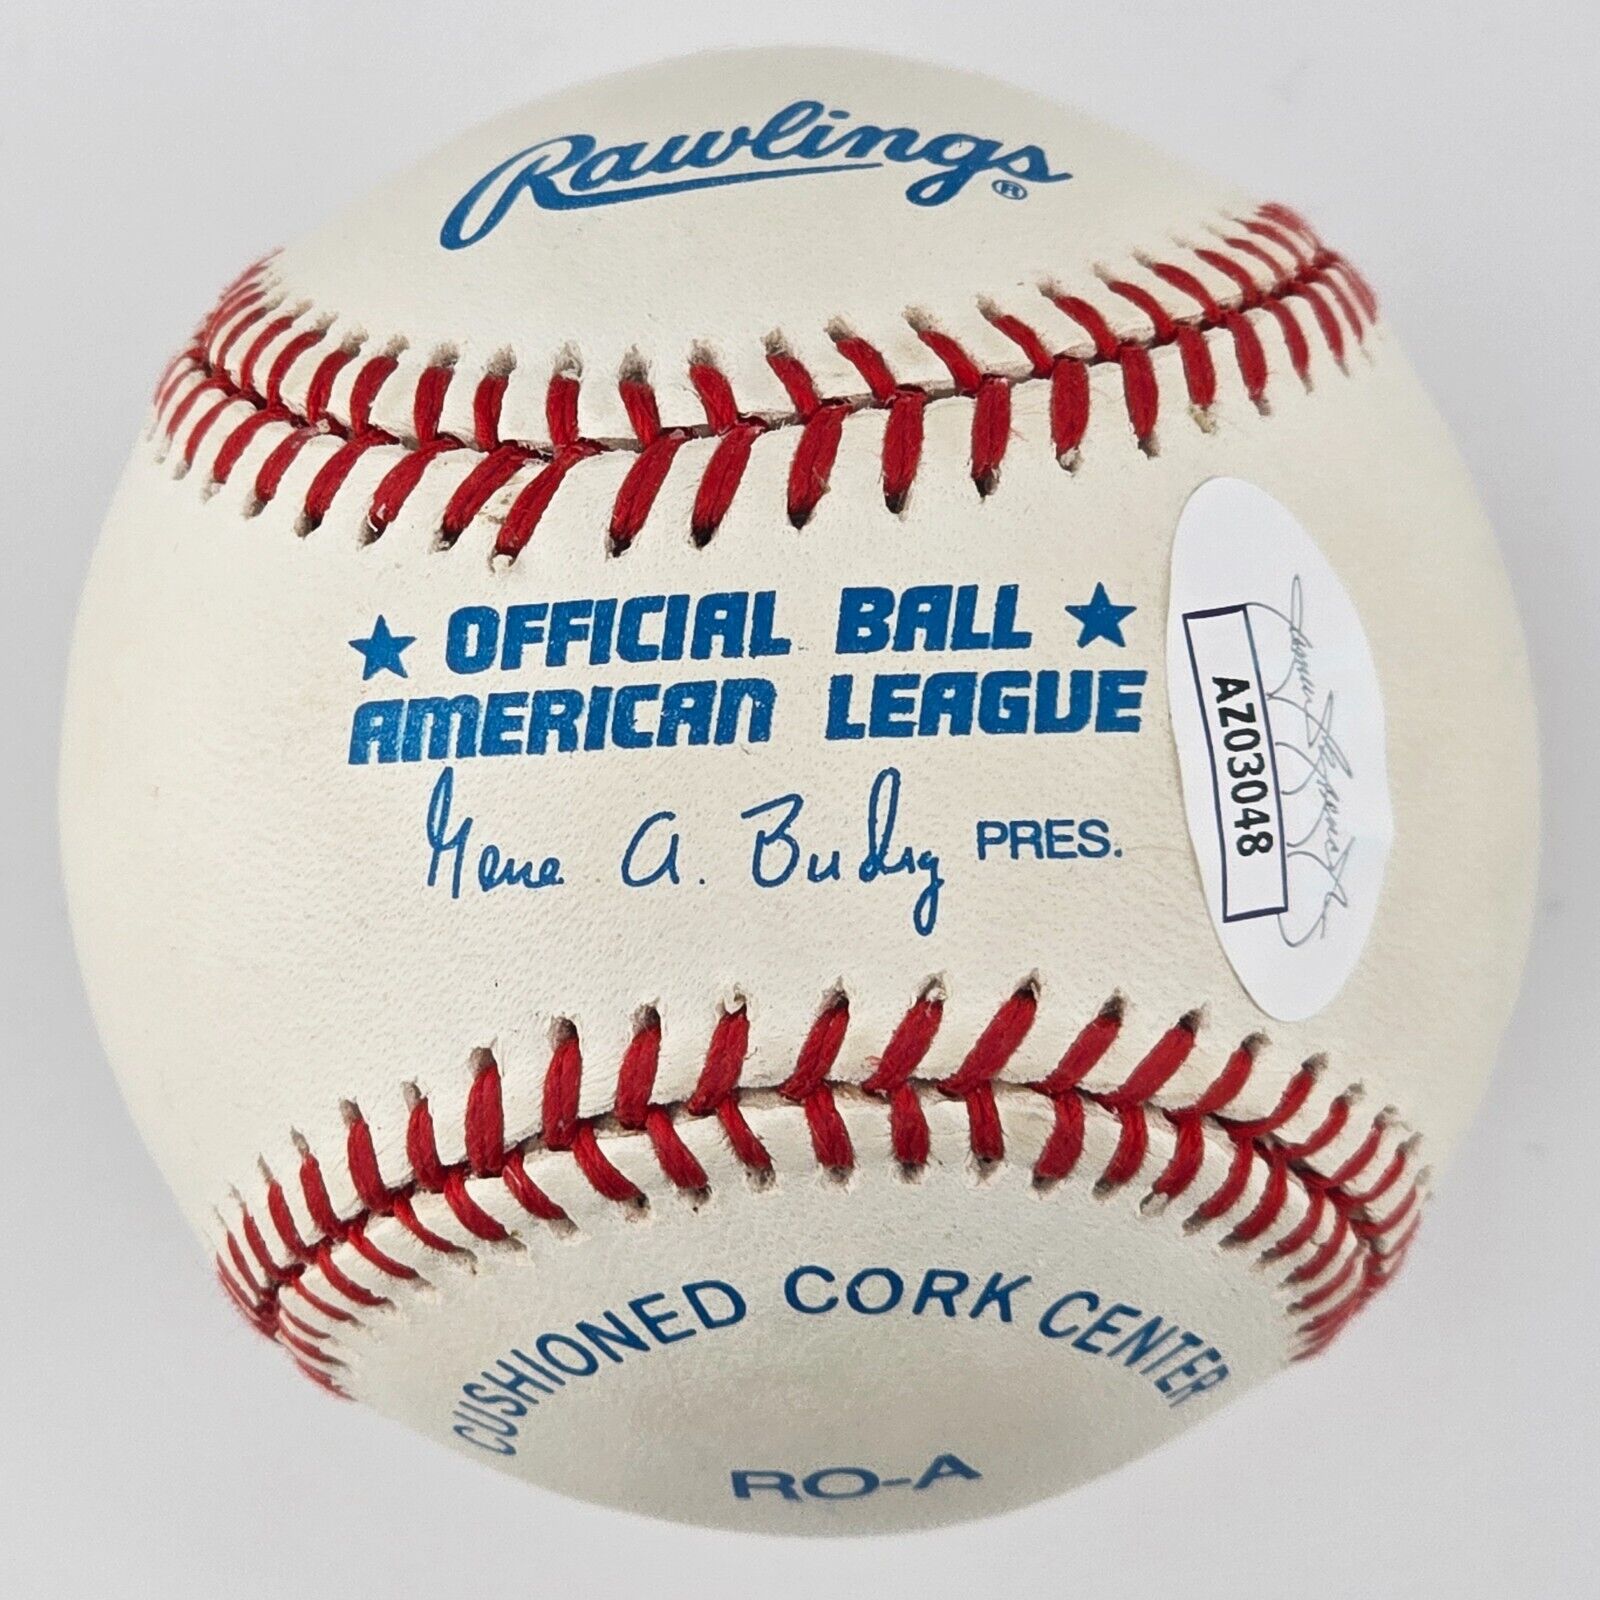 Rawlings®
★ OFFICIAL BALL ★
AMERICAN LEAGUE
Gene A. Budig PRES.
AZ03048
CUSHIONED CORK CENTER
RO-A